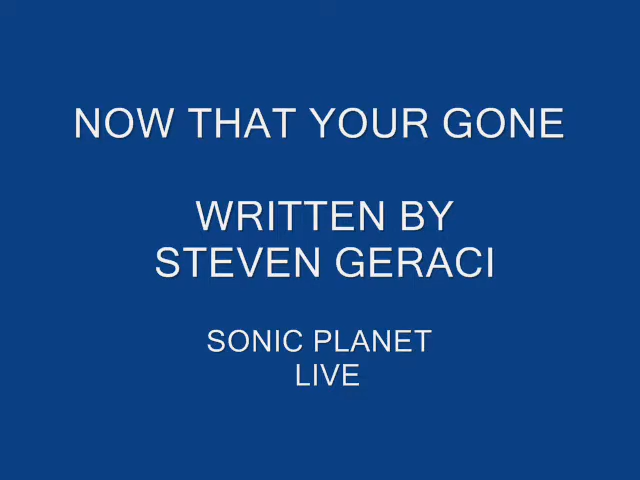 NOW THAT YOUR GONE
WRITTEN BY
STEVEN GERACI
SONIC PLANET
LIVE